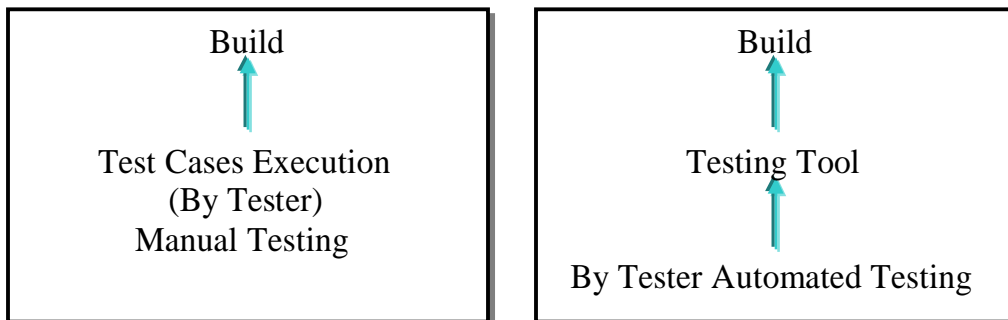 Build
Test Cases Execution
(By Tester)
Manual Testing
Build
Testing Tool
By Tester Automated Testing